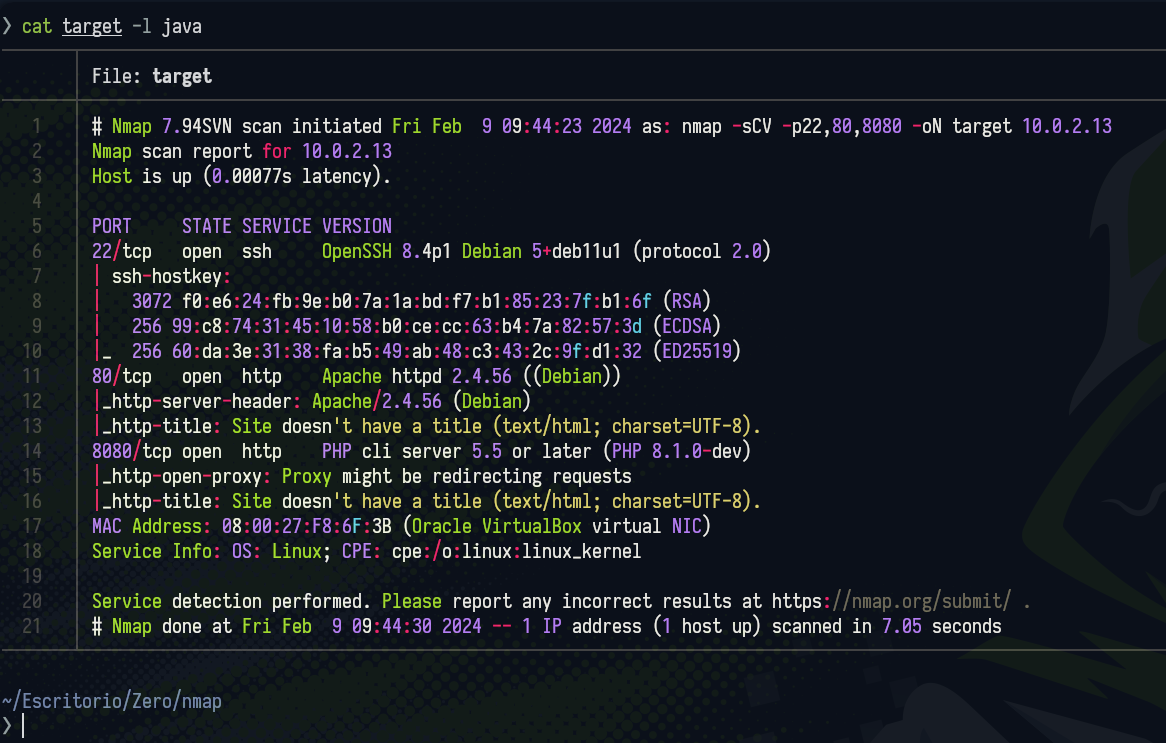 ❯ cat target -l java
File: target
1 # Nmap 7.94SVN scan initiated Fri Feb  9 09:44:23 2024 as: nmap -sCV -p22,80,8080 -oN target 10.0.2.13
2 Nmap scan report for 10.0.2.13
3 Host is up (0.00077s latency).
4
5 PORT     STATE SERVICE VERSION
6 22/tcp   open  ssh     OpenSSH 8.4p1 Debian 5+deb11u1 (protocol 2.0)
7 | ssh-hostkey:
8 |   3072 f0:e6:24:fb:9e:b0:7a:1a:bd:f7:b1:85:23:7f:b1:6f (RSA)
9 |   256 99:c8:74:31:45:10:58:b0:ce:cc:63:b4:7a:82:57:3d (ECDSA)
10 |_  256 60:da:3e:31:38:fa:b5:49:ab:48:c3:43:2c:9f:d1:32 (ED25519)
11 80/tcp   open  http    Apache httpd 2.4.56 ((Debian))
12 |_http-server-header: Apache/2.4.56 (Debian)
13 |_http-title: Site doesn't have a title (text/html; charset=UTF-8).
14 8080/tcp open  http    PHP cli server 5.5 or later (PHP 8.1.0-dev)
15 |_http-open-proxy: Proxy might be redirecting requests
16 |_http-title: Site doesn't have a title (text/html; charset=UTF-8).
17 MAC Address: 08:00:27:F8:6F:3B (Oracle VirtualBox virtual NIC)
18 Service Info: OS: Linux; CPE: cpe:/o:linux:linux_kernel
19
20 Service detection performed. Please report any incorrect results at https://nmap.org/submit/ .
21 # Nmap done at Fri Feb  9 09:44:30 2024 -- 1 IP address (1 host up) scanned in 7.05 seconds
~/Escritorio/Zero/nmap
❯